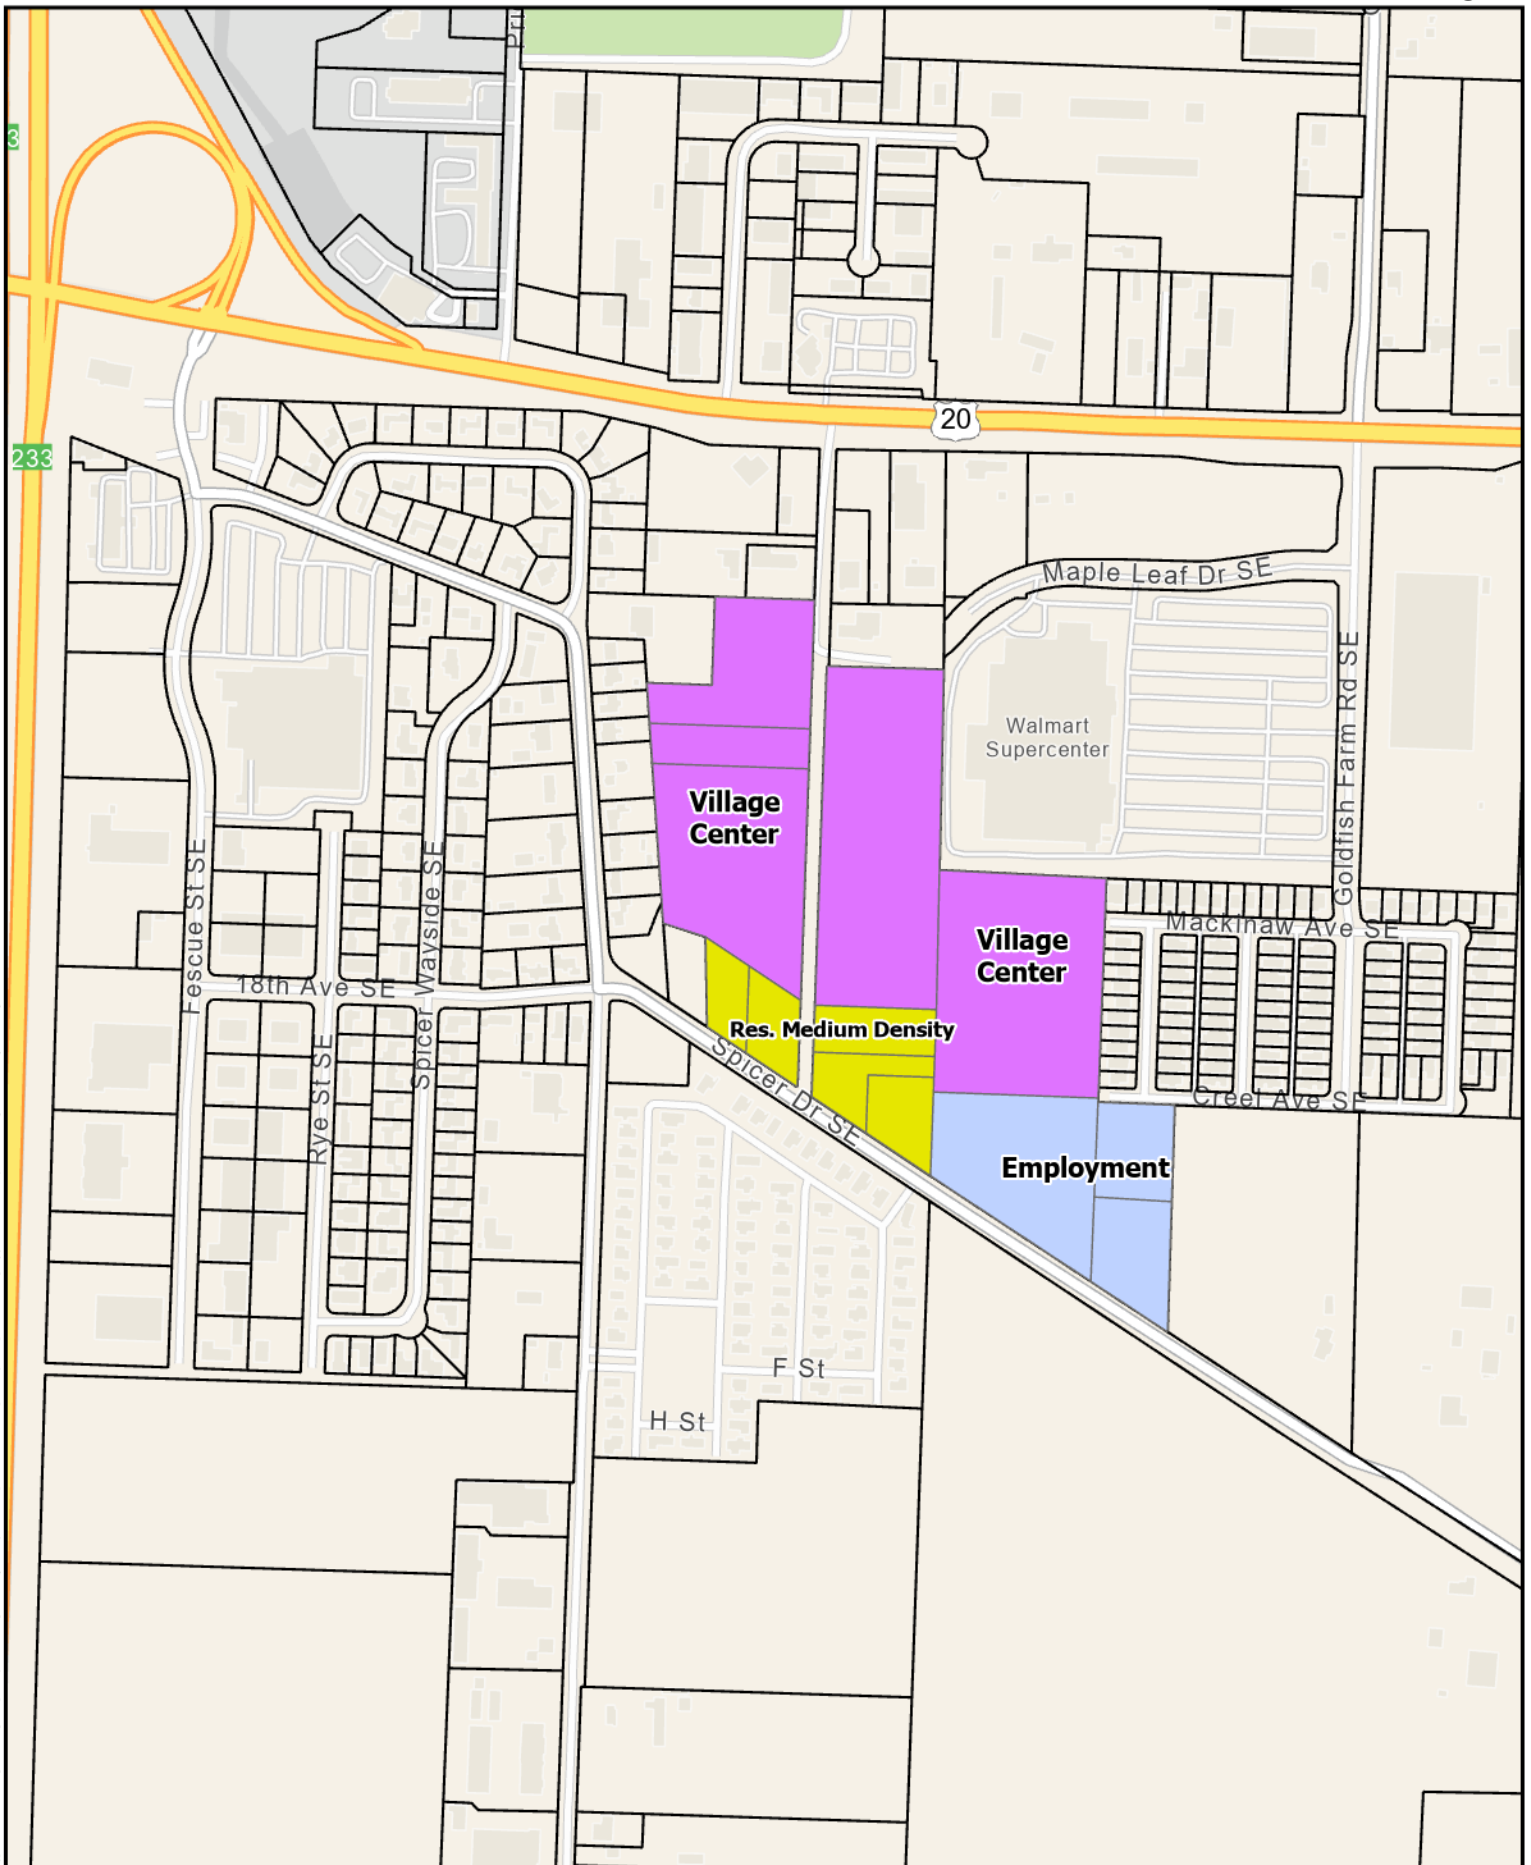 Pri
3
20
233
Maple Leaf Dr SE
Goldfish Farm Rd SE
Walmart
Supercenter
Village
Center
Fescue St SE
Spicer Wayside SE
Mackinaw Ave SE
Village
Center
18th Ave SE
Res. Medium Density
Rye St SE
Spicer Dr SE
Creel Ave SE
Employment
F St
H St